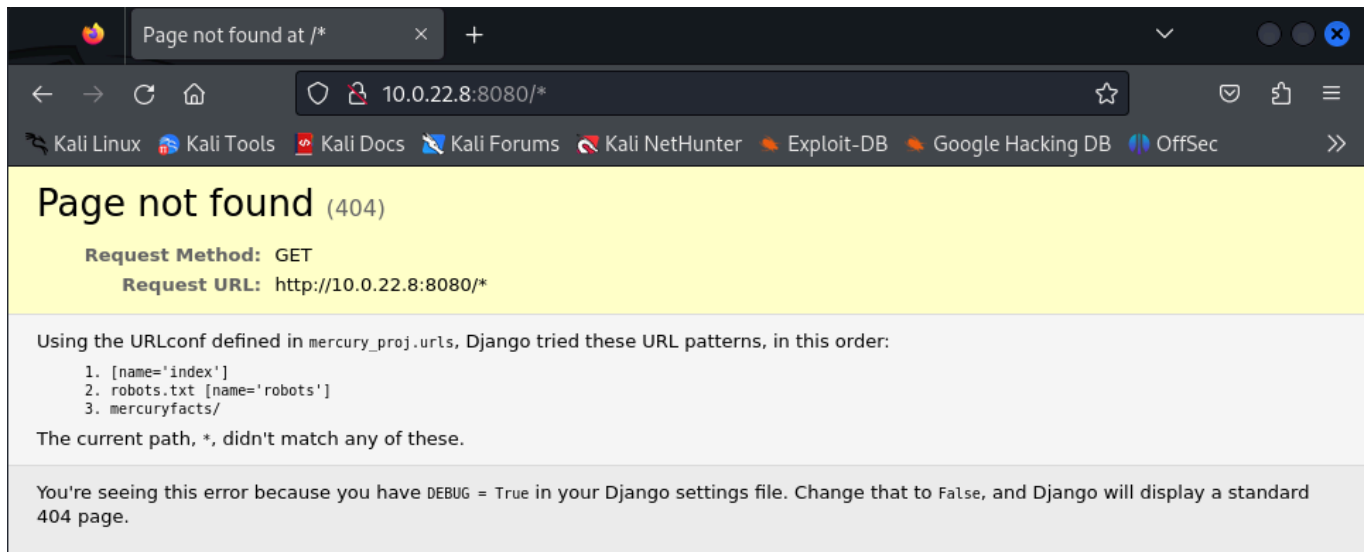 Page not found at /*
10.0.22.8:8080/*
Kali Linux Kali Tools Kali Docs Kali Forums Kali NetHunter Exploit-DB Google Hacking DB OffSec
Page not found (404)
Request Method: GET
Request URL: http://10.0.22.8:8080/*
Using the URLconf defined in mercury_proj.urls, Django tried these URL patterns, in this order:
1. [name='index']
2. robots.txt [name='robots']
3. mercuryfacts/
The current path, *, didn't match any of these.
You're seeing this error because you have DEBUG = True in your Django settings file. Change that to False, and Django will display a standard
404 page.